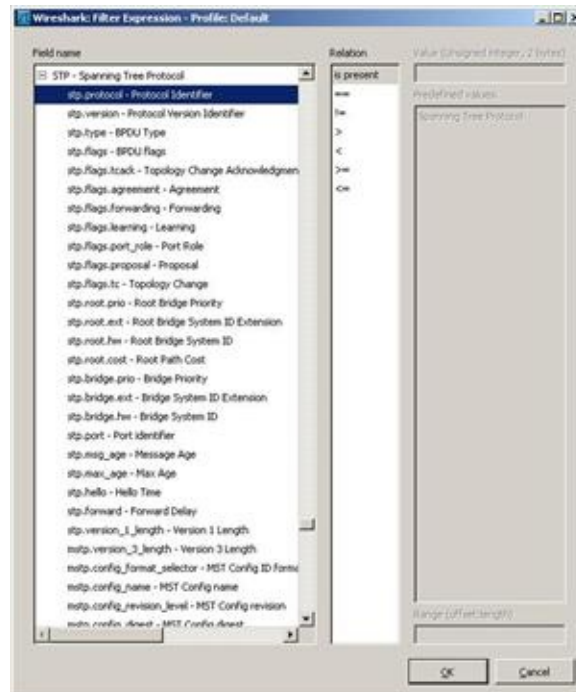 Wireshark: Filter Expression - Profile: Default
Field name
STP - Spanning Tree Protocol
stp.protocol - Protocol Identifier
stp.version - Protocol Version Identifier
stp.type - BPDU Type
stp.flags - BPDU flags
stp.flags.tcack - Topology Change Acknowledgmen
stp.flags.agreement - Agreement
stp.flags.forwarding - Forwarding
stp.flags.learning - Learning
stp.flags.port_role - Port Role
stp.flags.proposal - Proposal
stp.flags.tc - Topology Change
stp.root.prio - Root Bridge Priority
stp.root.ext - Root Bridge System ID Extension
stp.root.hw - Root Bridge System ID
stp.root.cost - Root Path Cost
stp.bridge.prio - Bridge Priority
stp.bridge.ext - Bridge System ID Extension
stp.bridge.hw - Bridge System ID
stp.port - Port identifier
stp.msg_age - Message Age
stp.max_age - Max Age
stp.hello - Hello Time
stp.forward - Forward Delay
stp.version_1_length - Version 1 Length
mstp.version_3_length - Version 3 Length
mstp.config_format_selector - MST Config ID forma
mstp.config_name - MST Config name
mstp.config_revision_level - MST Config revision
mstp.config_digest - MST Config digest
Relation
is present
==
!=
>
<
>=
<=
Value (Unsigned integer, 2 bytes)
Predefined values:
Spanning Tree Protocol
Range (offset:length)
OK
Cancel